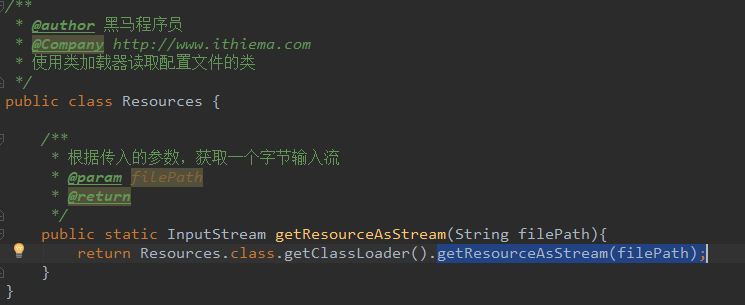 /**
 * @author 黑马程序员
 * @Company http://www.ithiema.com
 * 使用类加载器读取配置文件的类
 */
public class Resources {
    /**
     * 根据传入的参数，获取一个字节输入流
     * @param filePath
     * @return
     */
    public static InputStream getResourceAsStream(String filePath){
        return Resources.class.getClassLoader().getResourceAsStream(filePath);
    }
}